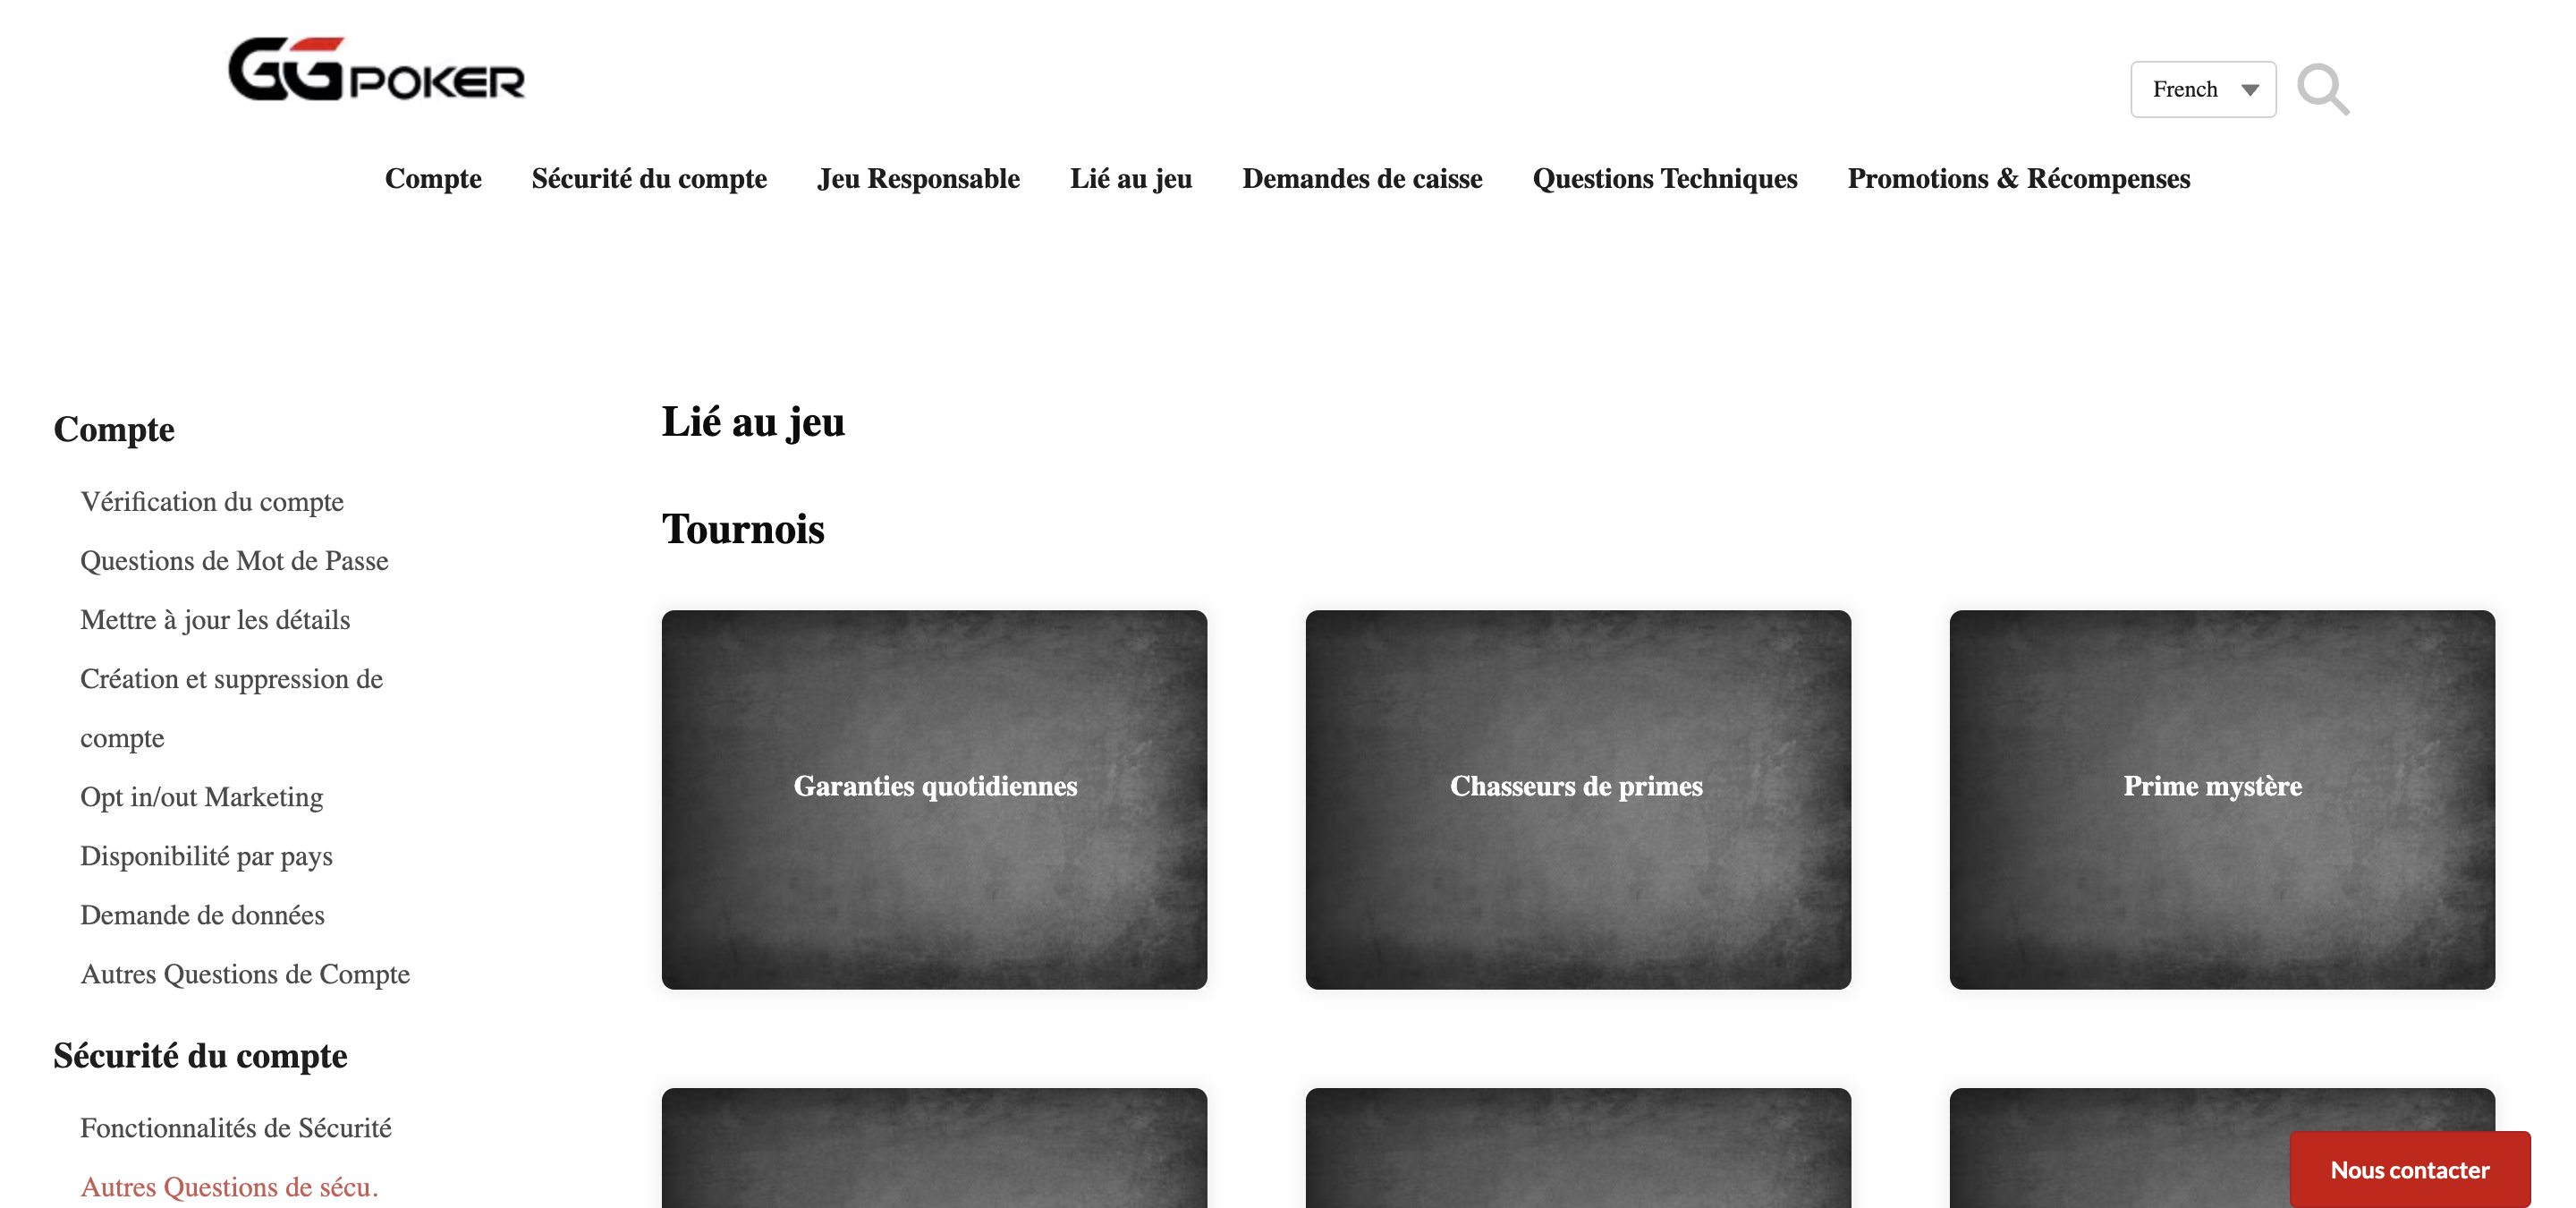 GGPOKER
French
Compte Sécurité du compte Jeu Responsable Lié au jeu Demandes de caisse Questions Techniques Promotions & Récompenses
Compte
Vérification du compte
Questions de Mot de Passe
Mettre à jour les détails
Création et suppression de
compte
Opt in/out Marketing
Disponibilité par pays
Demande de données
Autres Questions de Compte
Sécurité du compte
Fonctionnalités de Sécurité
Autres Questions de sécu.
Lié au jeu
Tournois
Garanties quotidiennes
Chasseurs de primes
Prime mystère
Nous contacter